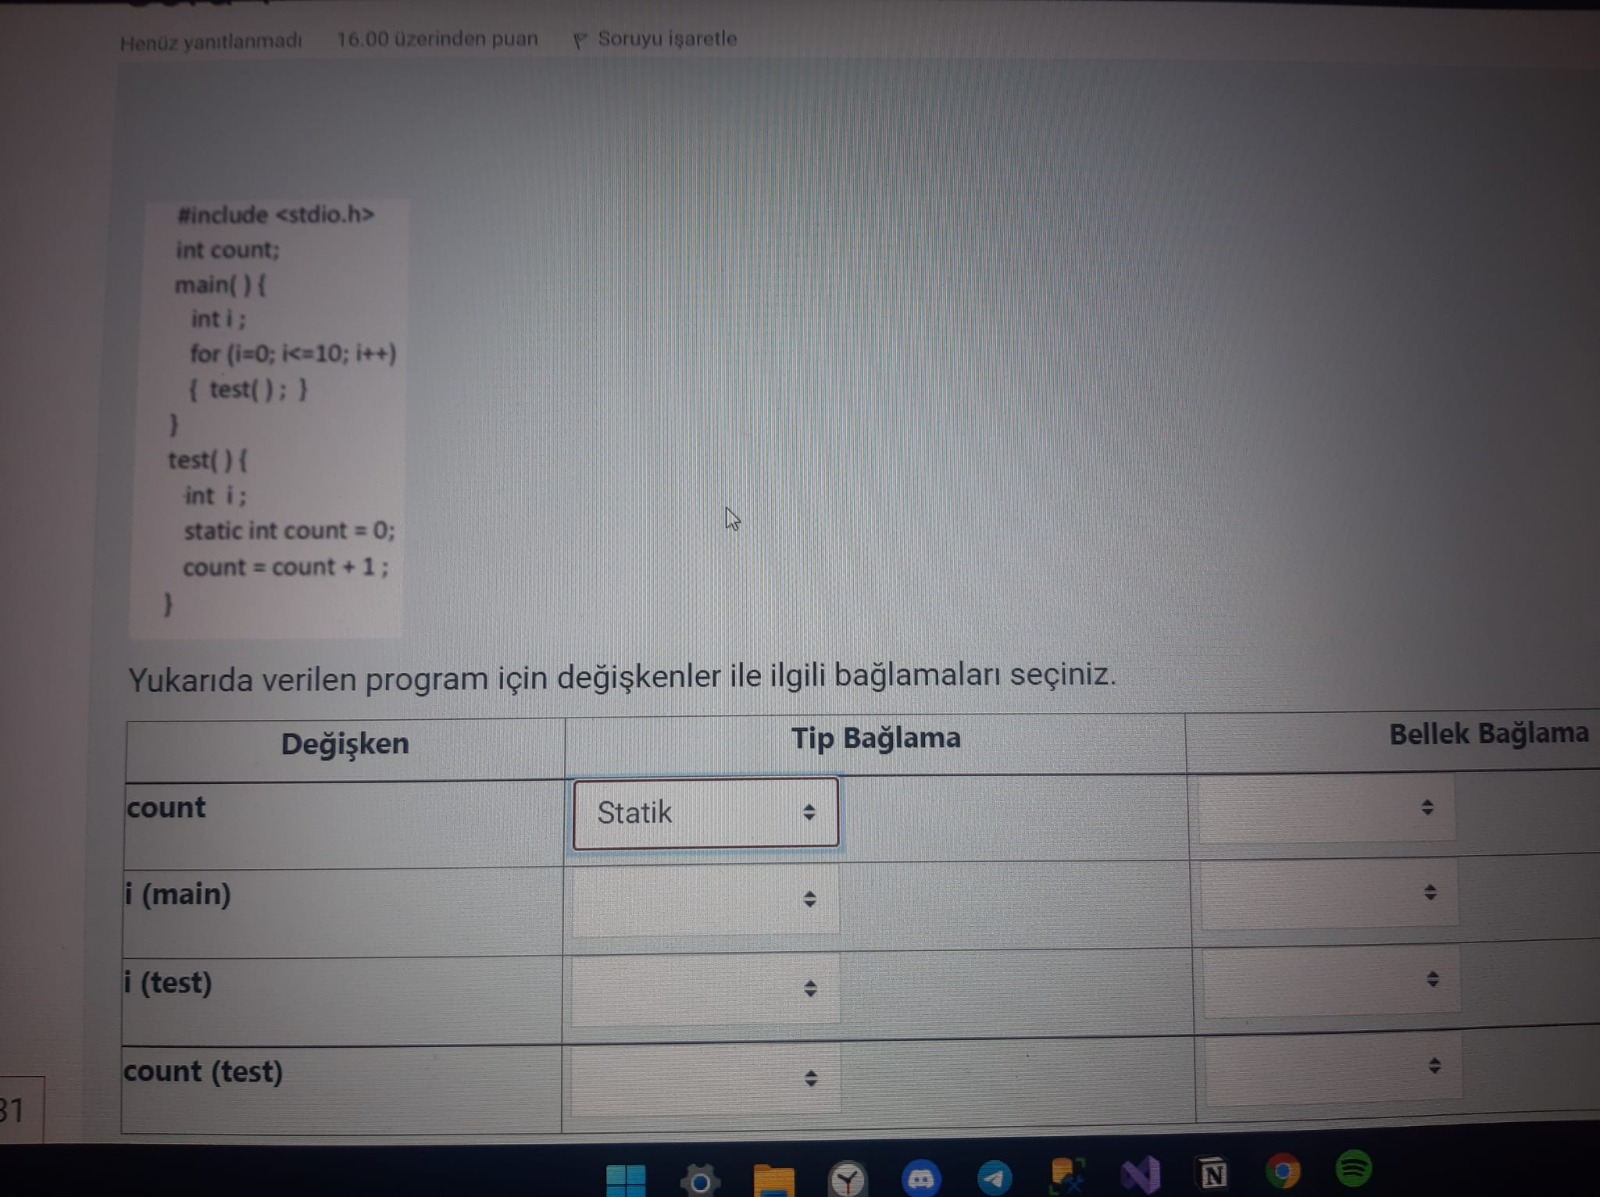 Henüz yanıtlanmadı 16.00 üzerinden puan Soruyu işaretle
#include <stdio.h>
int count;
main( ) {
int i ;
for (i=0; i<=10; i++)
{ test( ) ; }
}
test( ) {
int i ;
static int count = 0;
count = count + 1 ;
}
Yukarıda verilen program için değişkenler ile ilgili bağlamaları seçiniz.
Değişken Tip Bağlama Bellek Bağlama
count Statik
i (main)
i (test)
count (test)
31